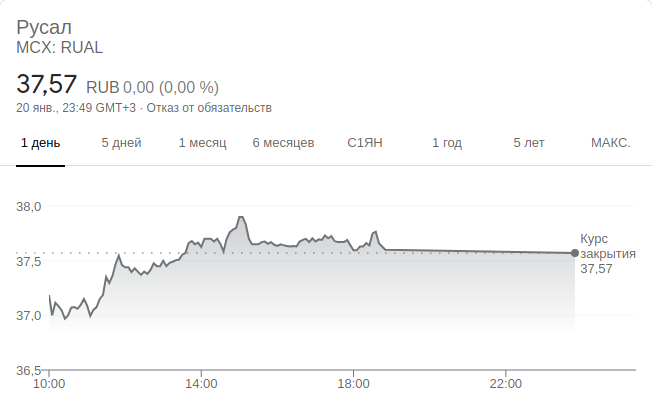 Русал
MCX: RUAL
37,57 RUB 0,00 (0,00 %)
20 янв., 23:49 GMT+3 · Отказ от обязательств
1 день 5 дней 1 месяц 6 месяцев С1ЯН 1 год 5 лет МАКС.
38,0
Курс
закрытия
37,57
37,5
37,0
36,5
10:00 14:00 18:00 22:00